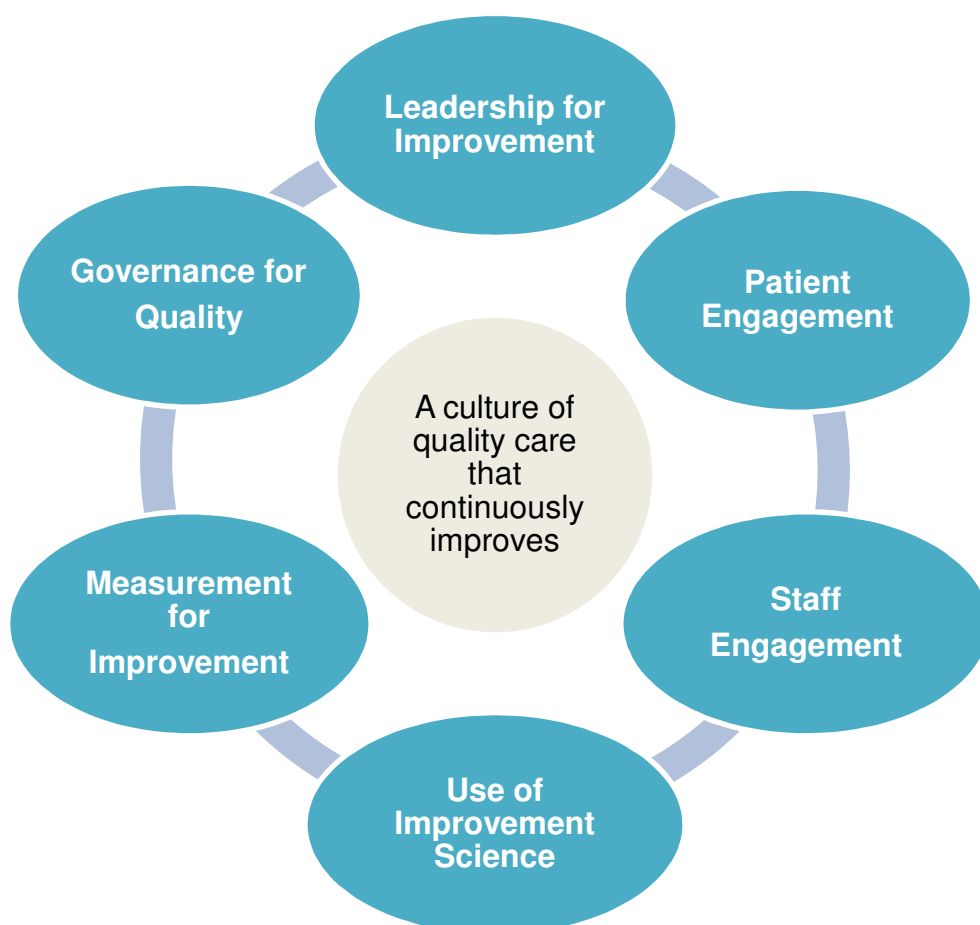 Leadership for
Improvement
Governance for
Quality
Patient
Engagement
A culture of
quality care
that
continuously
improves
Measurement
for
Improvement
Staff
Engagement
Use of
Improvement
Science